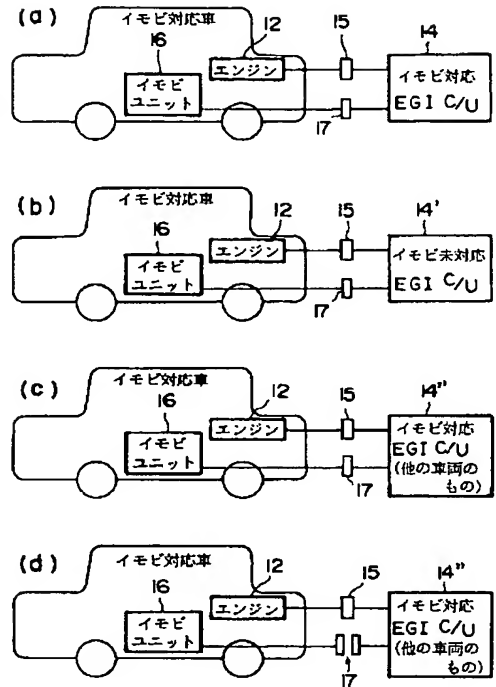 (a)
イモビ対応車
16
12
15
14
イモビ
ユニット
エンジン
イモビ対応
EGI C/U
17
(b)
イモビ対応車
16
12
15
14'
イモビ
ユニット
エンジン
イモビ未対応
EGI C/U
17
(c)
イモビ対応車
16
12
15
14"
イモビ
ユニット
エンジン
イモビ対応
EGI C/U
(他の車両の
もの)
17
(d)
イモビ対応車
16
12
15
14"
イモビ
ユニット
エンジン
イモビ対応
EGI C/U
(他の車両の
もの)
17